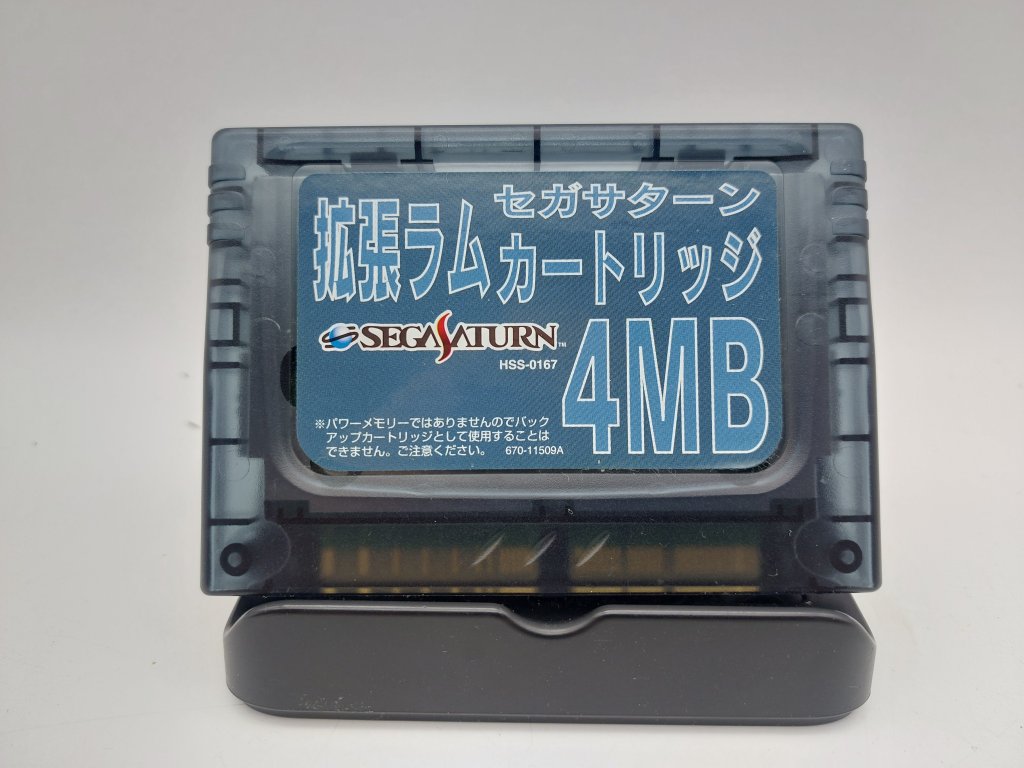 セガサターン
拡張ラムカートリッジ
SEGA SATURN™
HSS-0167
4MB
※パワーメモリーではありませんのでバック
アップカートリッジとして使用することは
できません。ご注意ください。 670-11509A